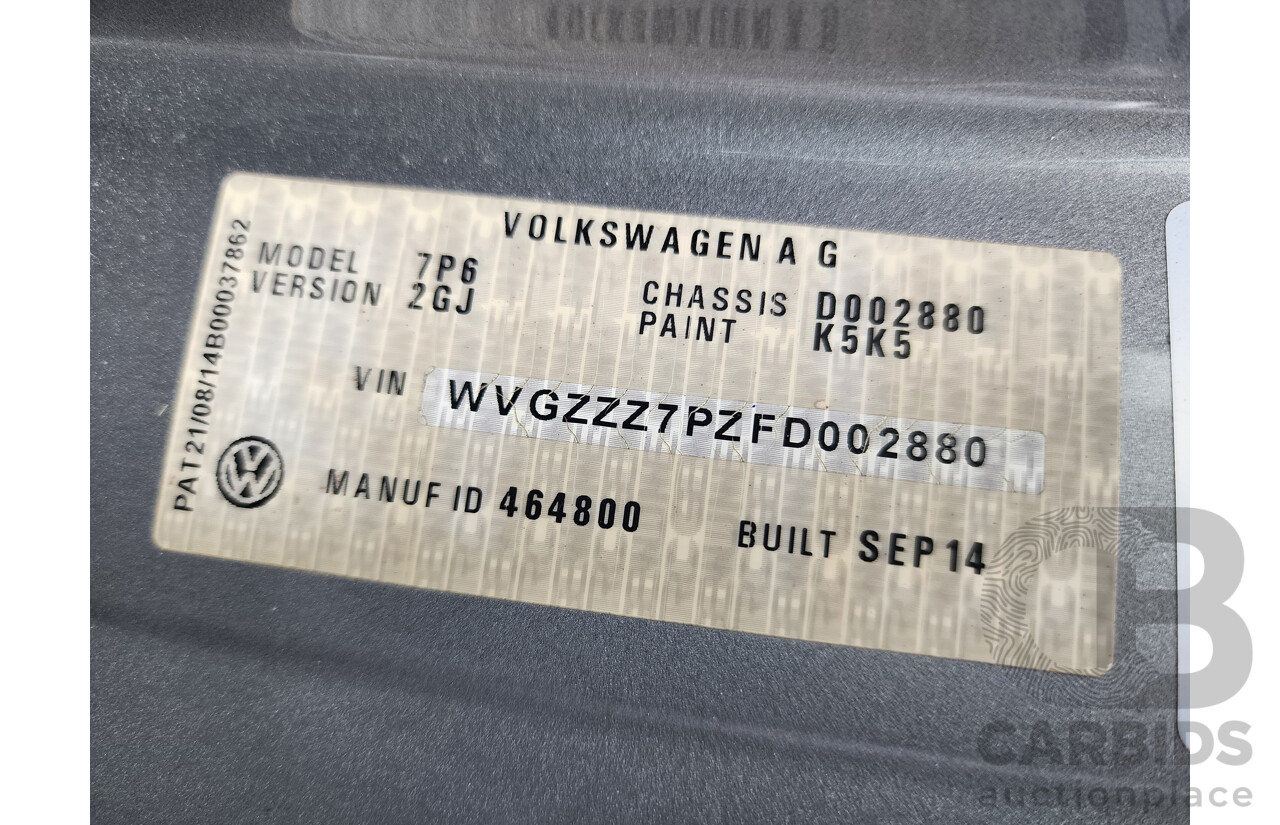 VOLKSWAGEN A G
MODEL 7P6
VERSION 2GJ
CHASSIS D002880
PAINT K5K5
VIN WVGZZZ7PZFD002880
MANUF ID 464800
BUILT SEP 14
PAT21/08/14B00037862
CARBIDS
auctionplace